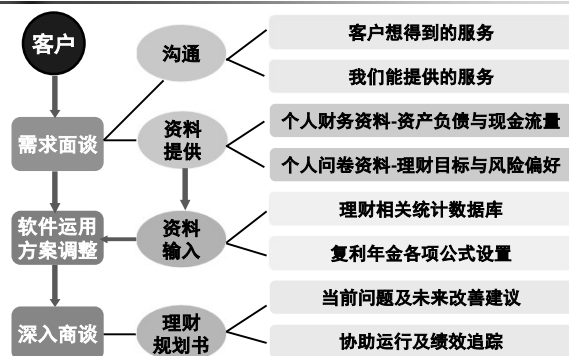 客户
沟通
客户想得到的服务
我们能提供的服务
需求面谈
资料
提供
个人财务资料-资产负债与现金流量
个人问卷资料-理财目标与风险偏好
软件运用
方案调整
资料
输入
理财相关统计数据库
复利年金各项公式设置
深入商谈
理财
规划书
当前问题及未来改善建议
协助运行及绩效追踪